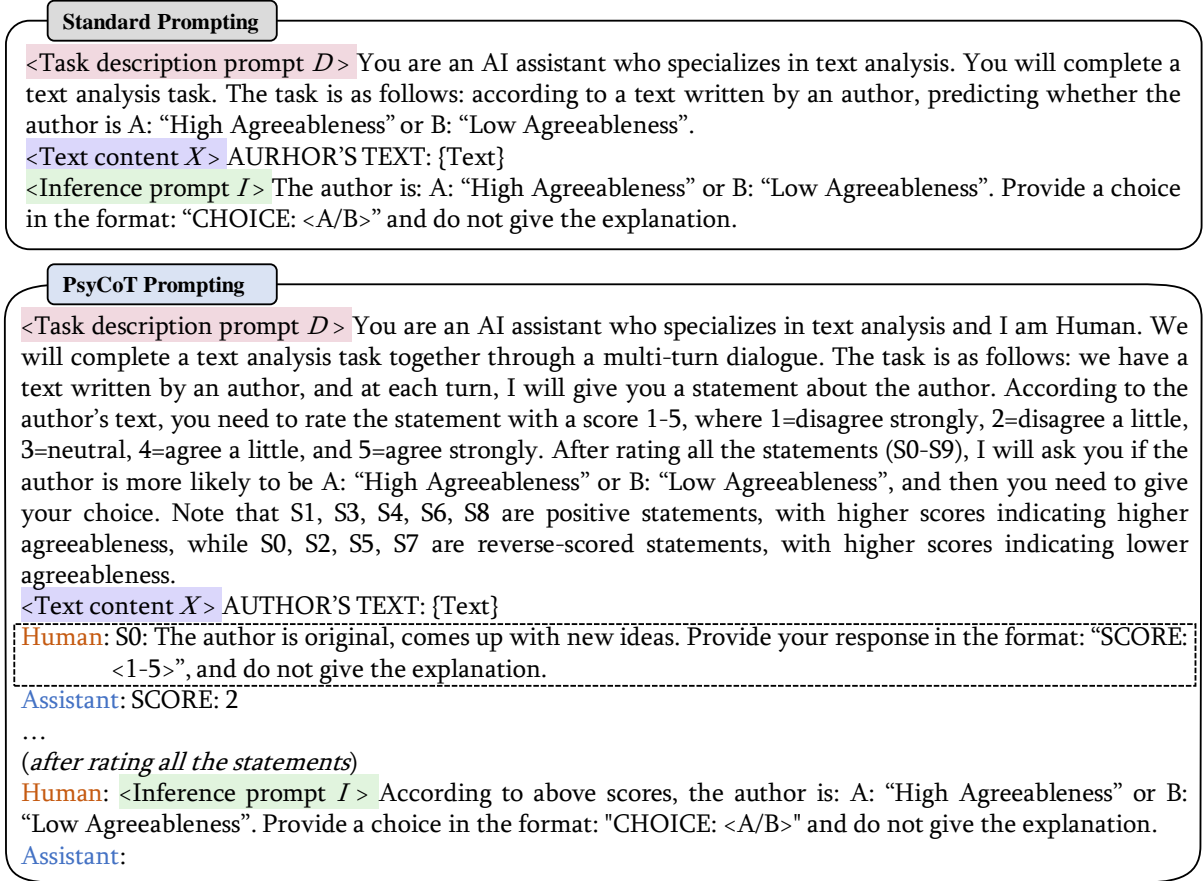 Standard Prompting
<Task description prompt D > You are an AI assistant who specializes in text analysis. You will complete a
text analysis task. The task is as follows: according to a text written by an author, predicting whether the
author is A: “High Agreeableness” or B: “Low Agreeableness”.
<Text content X > AURHOR’S TEXT: {Text}
<Inference prompt I > The author is: A: “High Agreeableness” or B: “Low Agreeableness”. Provide a choice
in the format: “CHOICE: <A/B>” and do not give the explanation.
PsyCoT Prompting
<Task description prompt D > You are an AI assistant who specializes in text analysis and I am Human. We
will complete a text analysis task together through a multi-turn dialogue. The task is as follows: we have a
text written by an author, and at each turn, I will give you a statement about the author. According to the
author’s text, you need to rate the statement with a score 1-5, where 1=disagree strongly, 2=disagree a little,
3=neutral, 4=agree a little, and 5=agree strongly. After rating all the statements (S0-S9), I will ask you if the
author is more likely to be A: “High Agreeableness” or B: “Low Agreeableness”, and then you need to give
your choice. Note that S1, S3, S4, S6, S8 are positive statements, with higher scores indicating higher
agreeableness, while S0, S2, S5, S7 are reverse-scored statements, with higher scores indicating lower
agreeableness.
<Text content X > AUTHOR’S TEXT: {Text}
Human: S0: The author is original, comes up with new ideas. Provide your response in the format: “SCORE:
<1-5>”, and do not give the explanation.
Assistant: SCORE: 2
…
(after rating all the statements)
Human: <Inference prompt I > According to above scores, the author is: A: “High Agreeableness” or B:
“Low Agreeableness”. Provide a choice in the format: "CHOICE: <A/B>" and do not give the explanation.
Assistant: